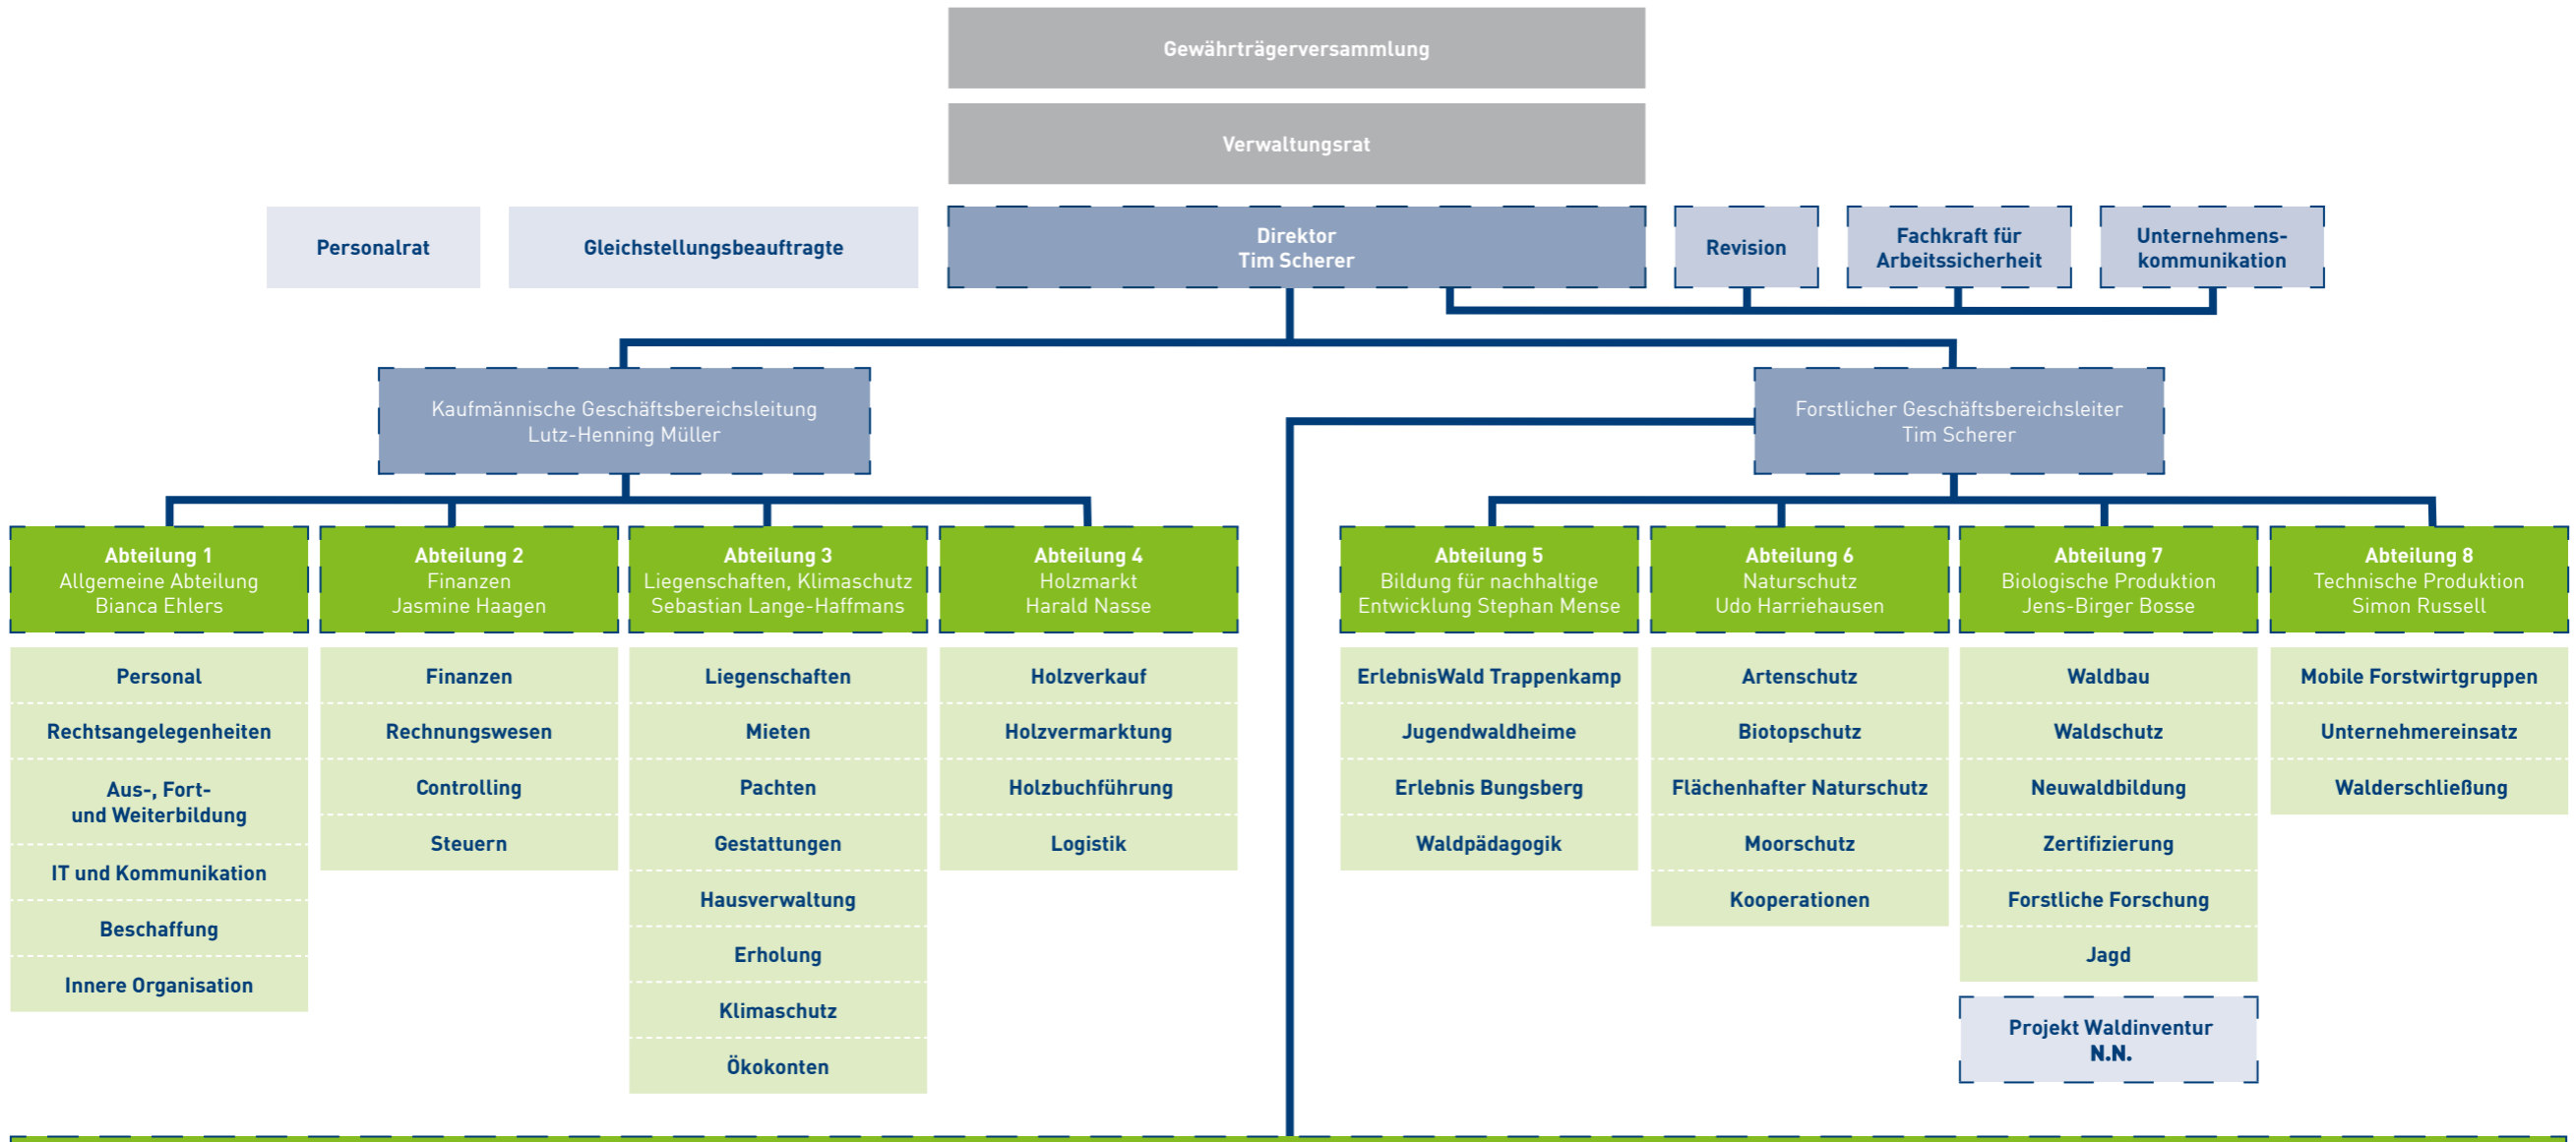 Gewährträgerversammlung
Verwaltungsrat
Personalrat
Gleichstellungsbeauftragte
Direktor
Tim Scherer
Revision
Fachkraft für
Arbeitssicherheit
Unternehmens-
kommunikation
Kaufmännische Geschäftsbereichsleitung
Lutz-Henning Müller
Forstlicher Geschäftsbereichsleiter
Tim Scherer
Abteilung 1
Allgemeine Abteilung
Bianca Ehlers
Personal
Rechtsangelegenheiten
Aus-, Fort-
und Weiterbildung
IT und Kommunikation
Beschaffung
Innere Organisation
Abteilung 2
Finanzen
Jasmine Haagen
Finanzen
Rechnungswesen
Controlling
Steuern
Abteilung 3
Liegenschaften, Klimaschutz
Sebastian Lange-Haffmans
Liegenschaften
Mieten
Pachten
Gestattungen
Hausverwaltung
Erholung
Klimaschutz
Ökokonten
Abteilung 4
Holzmarkt
Harald Nasse
Holzverkauf
Holzvermarktung
Holzbuchführung
Logistik
Abteilung 5
Bildung für nachhaltige
Entwicklung Stephan Mense
ErlebnisWald Trappenkamp
Jugendwaldheime
Erlebnis Bungsberg
Waldpädagogik
Abteilung 6
Naturschutz
Udo Harriehausen
Artenschutz
Biotopschutz
Flächenhafter Naturschutz
Moorschutz
Kooperationen
Abteilung 7
Biologische Produktion
Jens-Birger Bosse
Waldbau
Waldschutz
Neuwaldbildung
Zertifizierung
Forstliche Forschung
Jagd
Projekt Waldinventur
N.N.
Abteilung 8
Technische Produktion
Simon Russell
Mobile Forstwirtgruppen
Unternehmereinsatz
Walderschließung